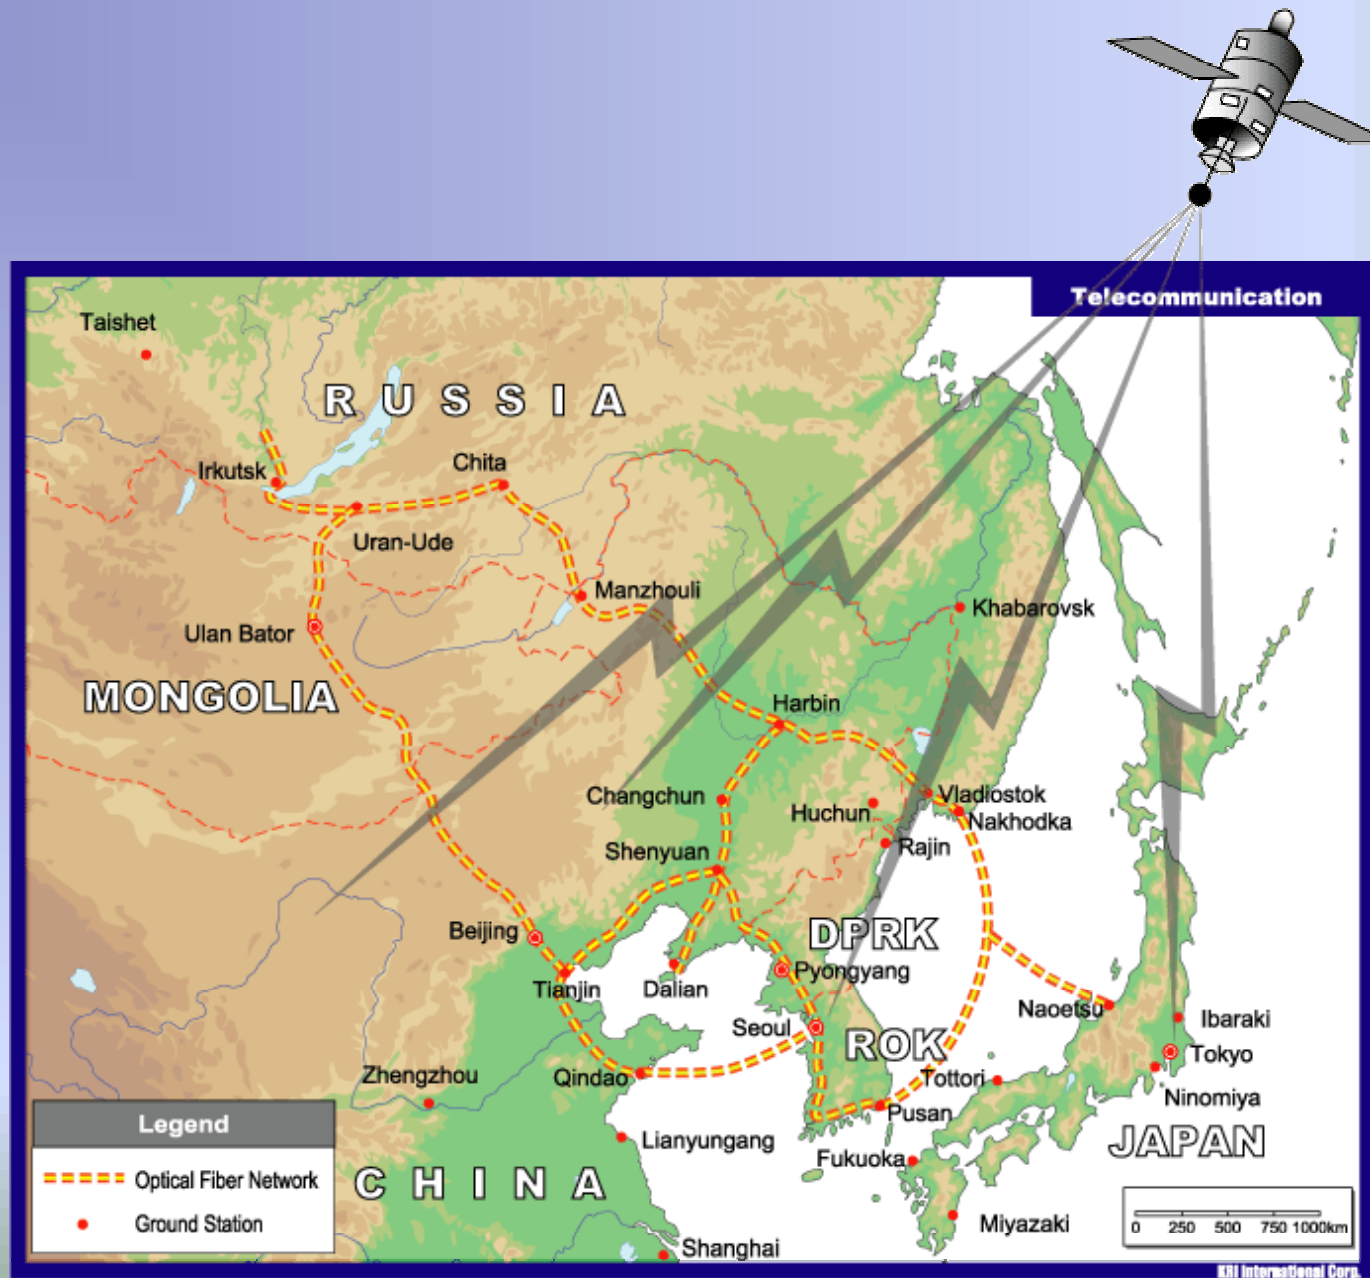 Telecommunication
Taishet
RUSSIA
Irkutsk
Chita
Uran-Ude
Manzhouli
Khabarovsk
Ulan Bator
MONGOLIA
Harbin
Changchun
Huchun
Vladiostok
Nakhodka
Shenyuan
Rajin
Beijing
DPRK
Tianjin
Dalian
Pyongyang
Naoetsu
Ibaraki
Seoul
ROK
Tokyo
Zhengzhou
Qindao
Tottori
Ninomiya
Pusan
Legend
Lianyungang
JAPAN
Optical Fiber Network
CHINA
Fukuoka
Ground Station
Miyazaki
0 250 500 750 1000km
Shanghai
KRI International Corp.